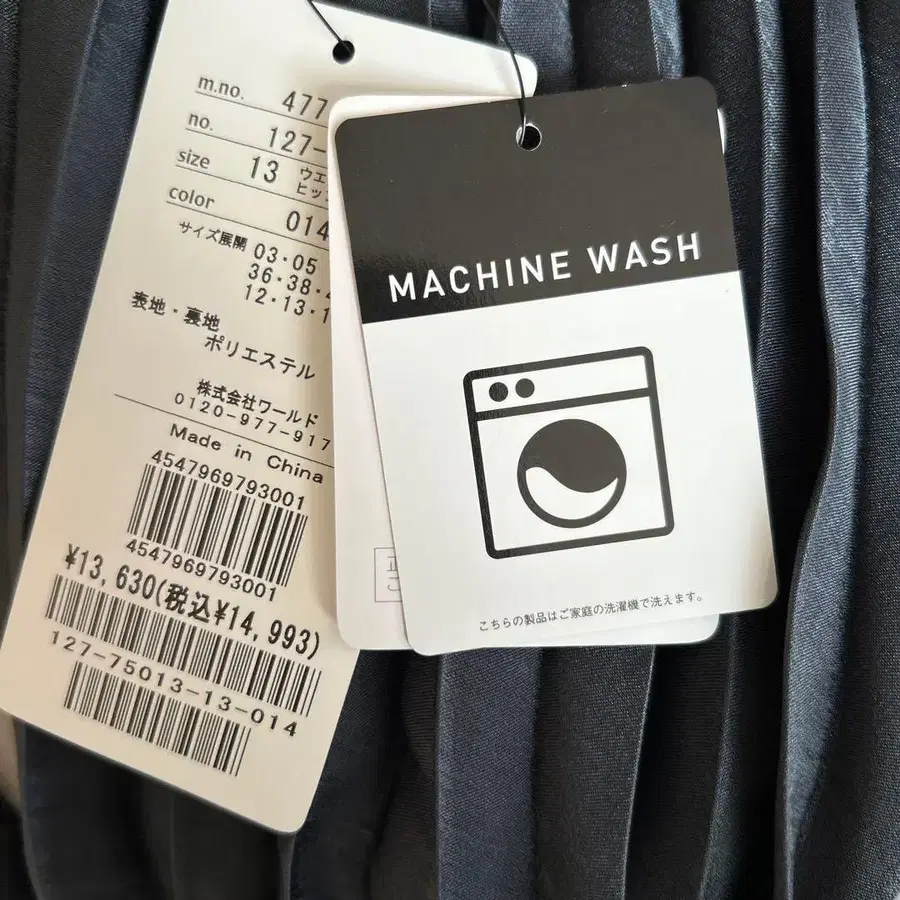 m.no. 477
no. 127-
size 13 ウエ
ヒッ
color 014
サイズ展開 03・05
36・38・
12・13・1
表地・裏地
ポリエステル
株式会社ワールド
0120-977-917
Made in China
4547969793001
4547969793001
¥13,630(税込¥14,993)
127-75013-13-014
MACHINE WASH
こちらの製品はご家庭の洗濯機で洗えます。